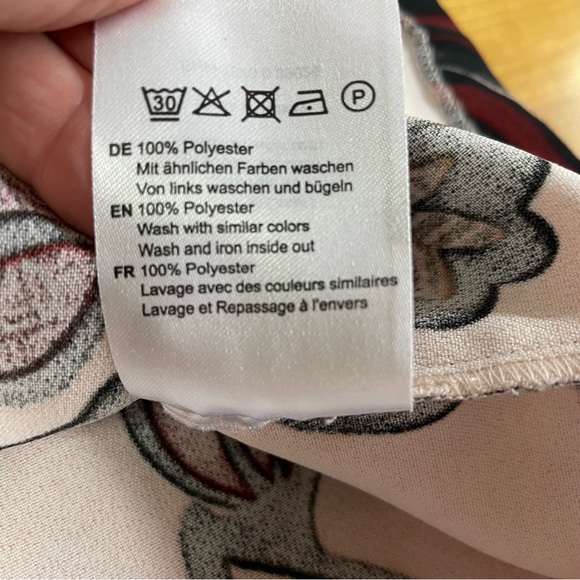 30 P
DE 100% Polyester
Mit ähnlichen Farben waschen
Von links waschen und bügeln
EN 100% Polyester
Wash with similar colors
Wash and iron inside out
FR 100% Polyester
Lavage avec des couleurs similaires
Lavage et Repassage à l'envers